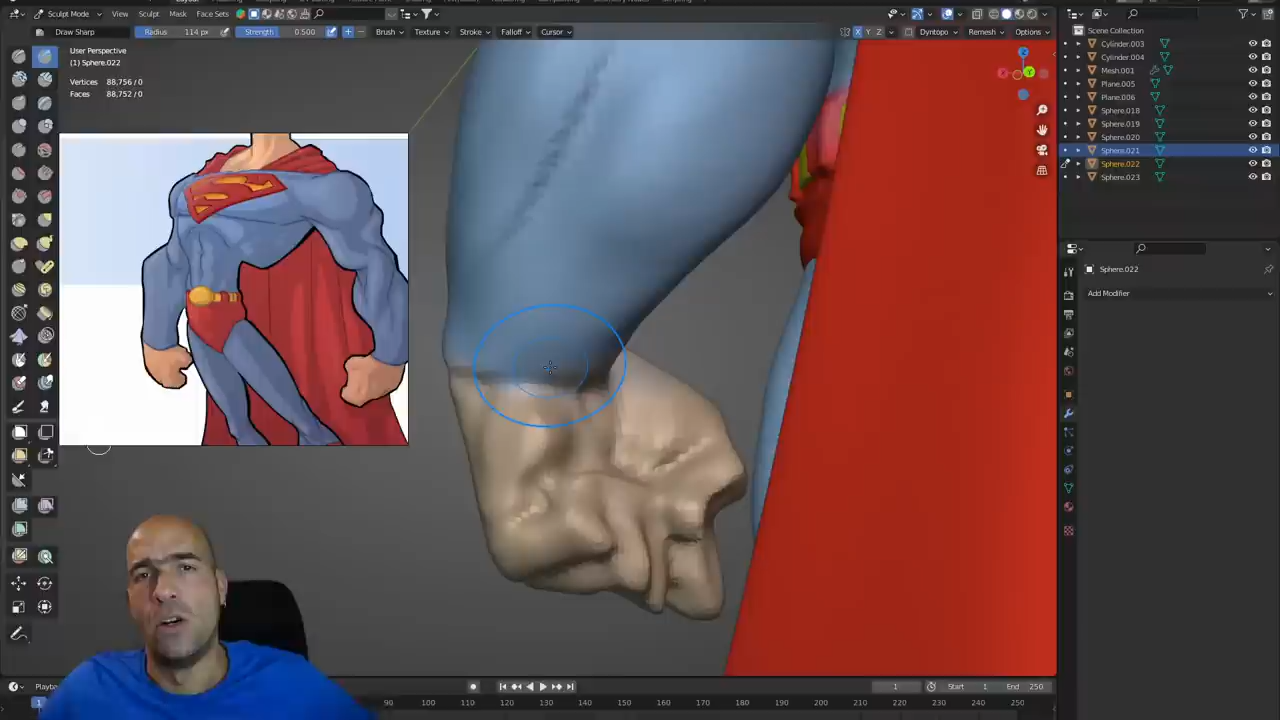 Sculpt Mode View Sculpt Mask Face Sets
Draw Sharp Radius 114 px Strength 0.500 Brush Texture Stroke Falloff Cursor X Y Z Dyntopo Remesh Options
User Perspective
(1) Sphere.022
Vertices 88,756 / 0
Faces 88,752 / 0
Scene Collection
Cylinder.003
Cylinder.004
Mesh.001
Plane.005
Plane.006
Sphere.018
Sphere.019
Sphere.020
Sphere.021
Sphere.022
Sphere.023
Sphere.022
Add Modifier
Playba
1 Start 1 End 250
1 90 100 110 120 130 140 150 160 170 180 190 200 210 220 230 240 250